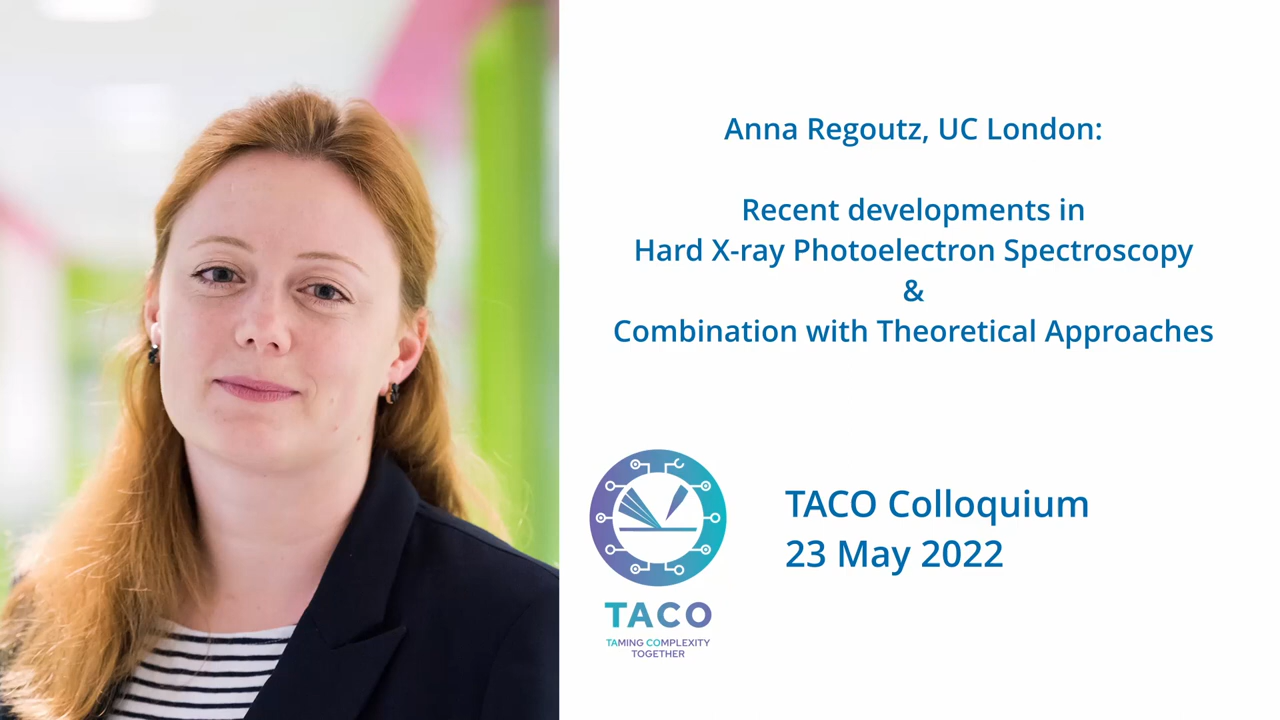 Anna Regoutz, UC London:
Recent developments in
Hard X-ray Photoelectron Spectroscopy
&
Combination with Theoretical Approaches
TACO Colloquium
23 May 2022
TACO
TAMING COMPLEXITY
TOGETHER